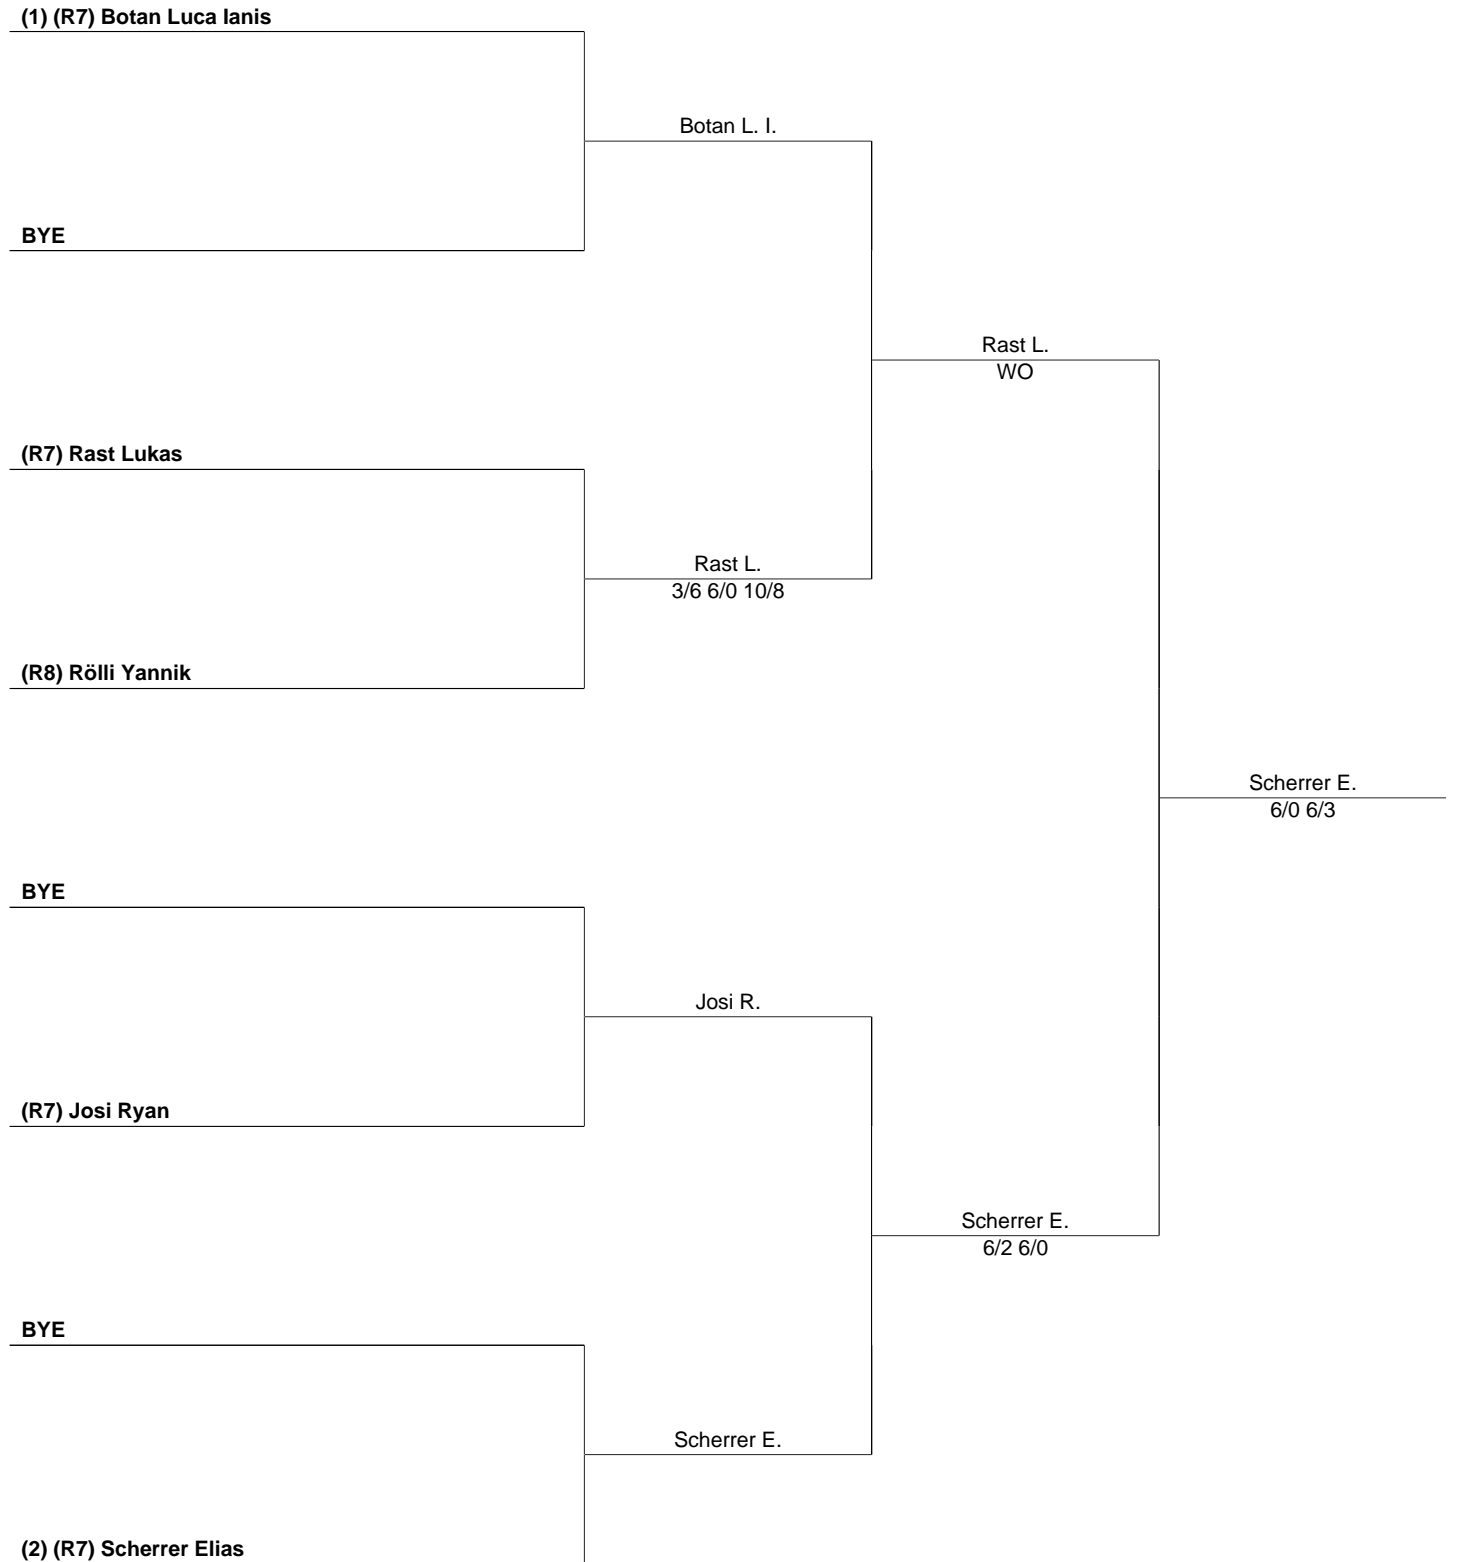 (1) (R7) Botan Luca Ianis
Botan L. I.
BYE
Rast L.
WO
(R7) Rast Lukas
Rast L.
3/6 6/0 10/8
(R8) Rölli Yannik
Scherrer E.
6/0 6/3
BYE
Josi R.
(R7) Josi Ryan
Scherrer E.
6/2 6/0
BYE
Scherrer E.
(2) (R7) Scherrer Elias